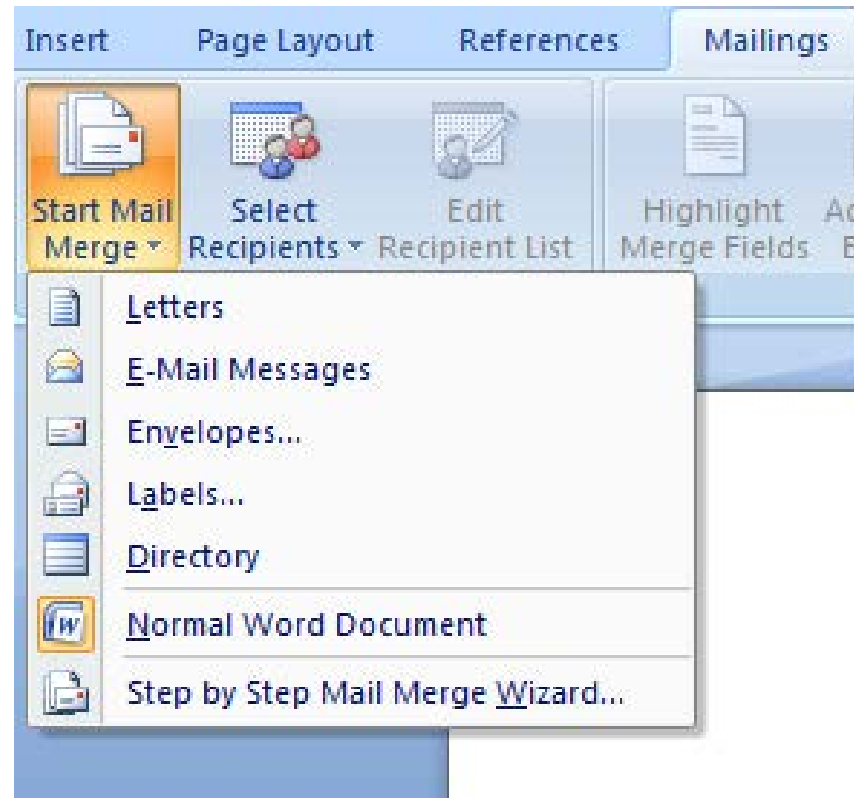 Insert Page Layout References Mailings
Start Mail Select Edit Highlight
Merge Recipients Recipient List Merge Fields
Letters
E-Mail Messages
Envelopes...
Labels...
Directory
Normal Word Document
Step by Step Mail Merge Wizard...